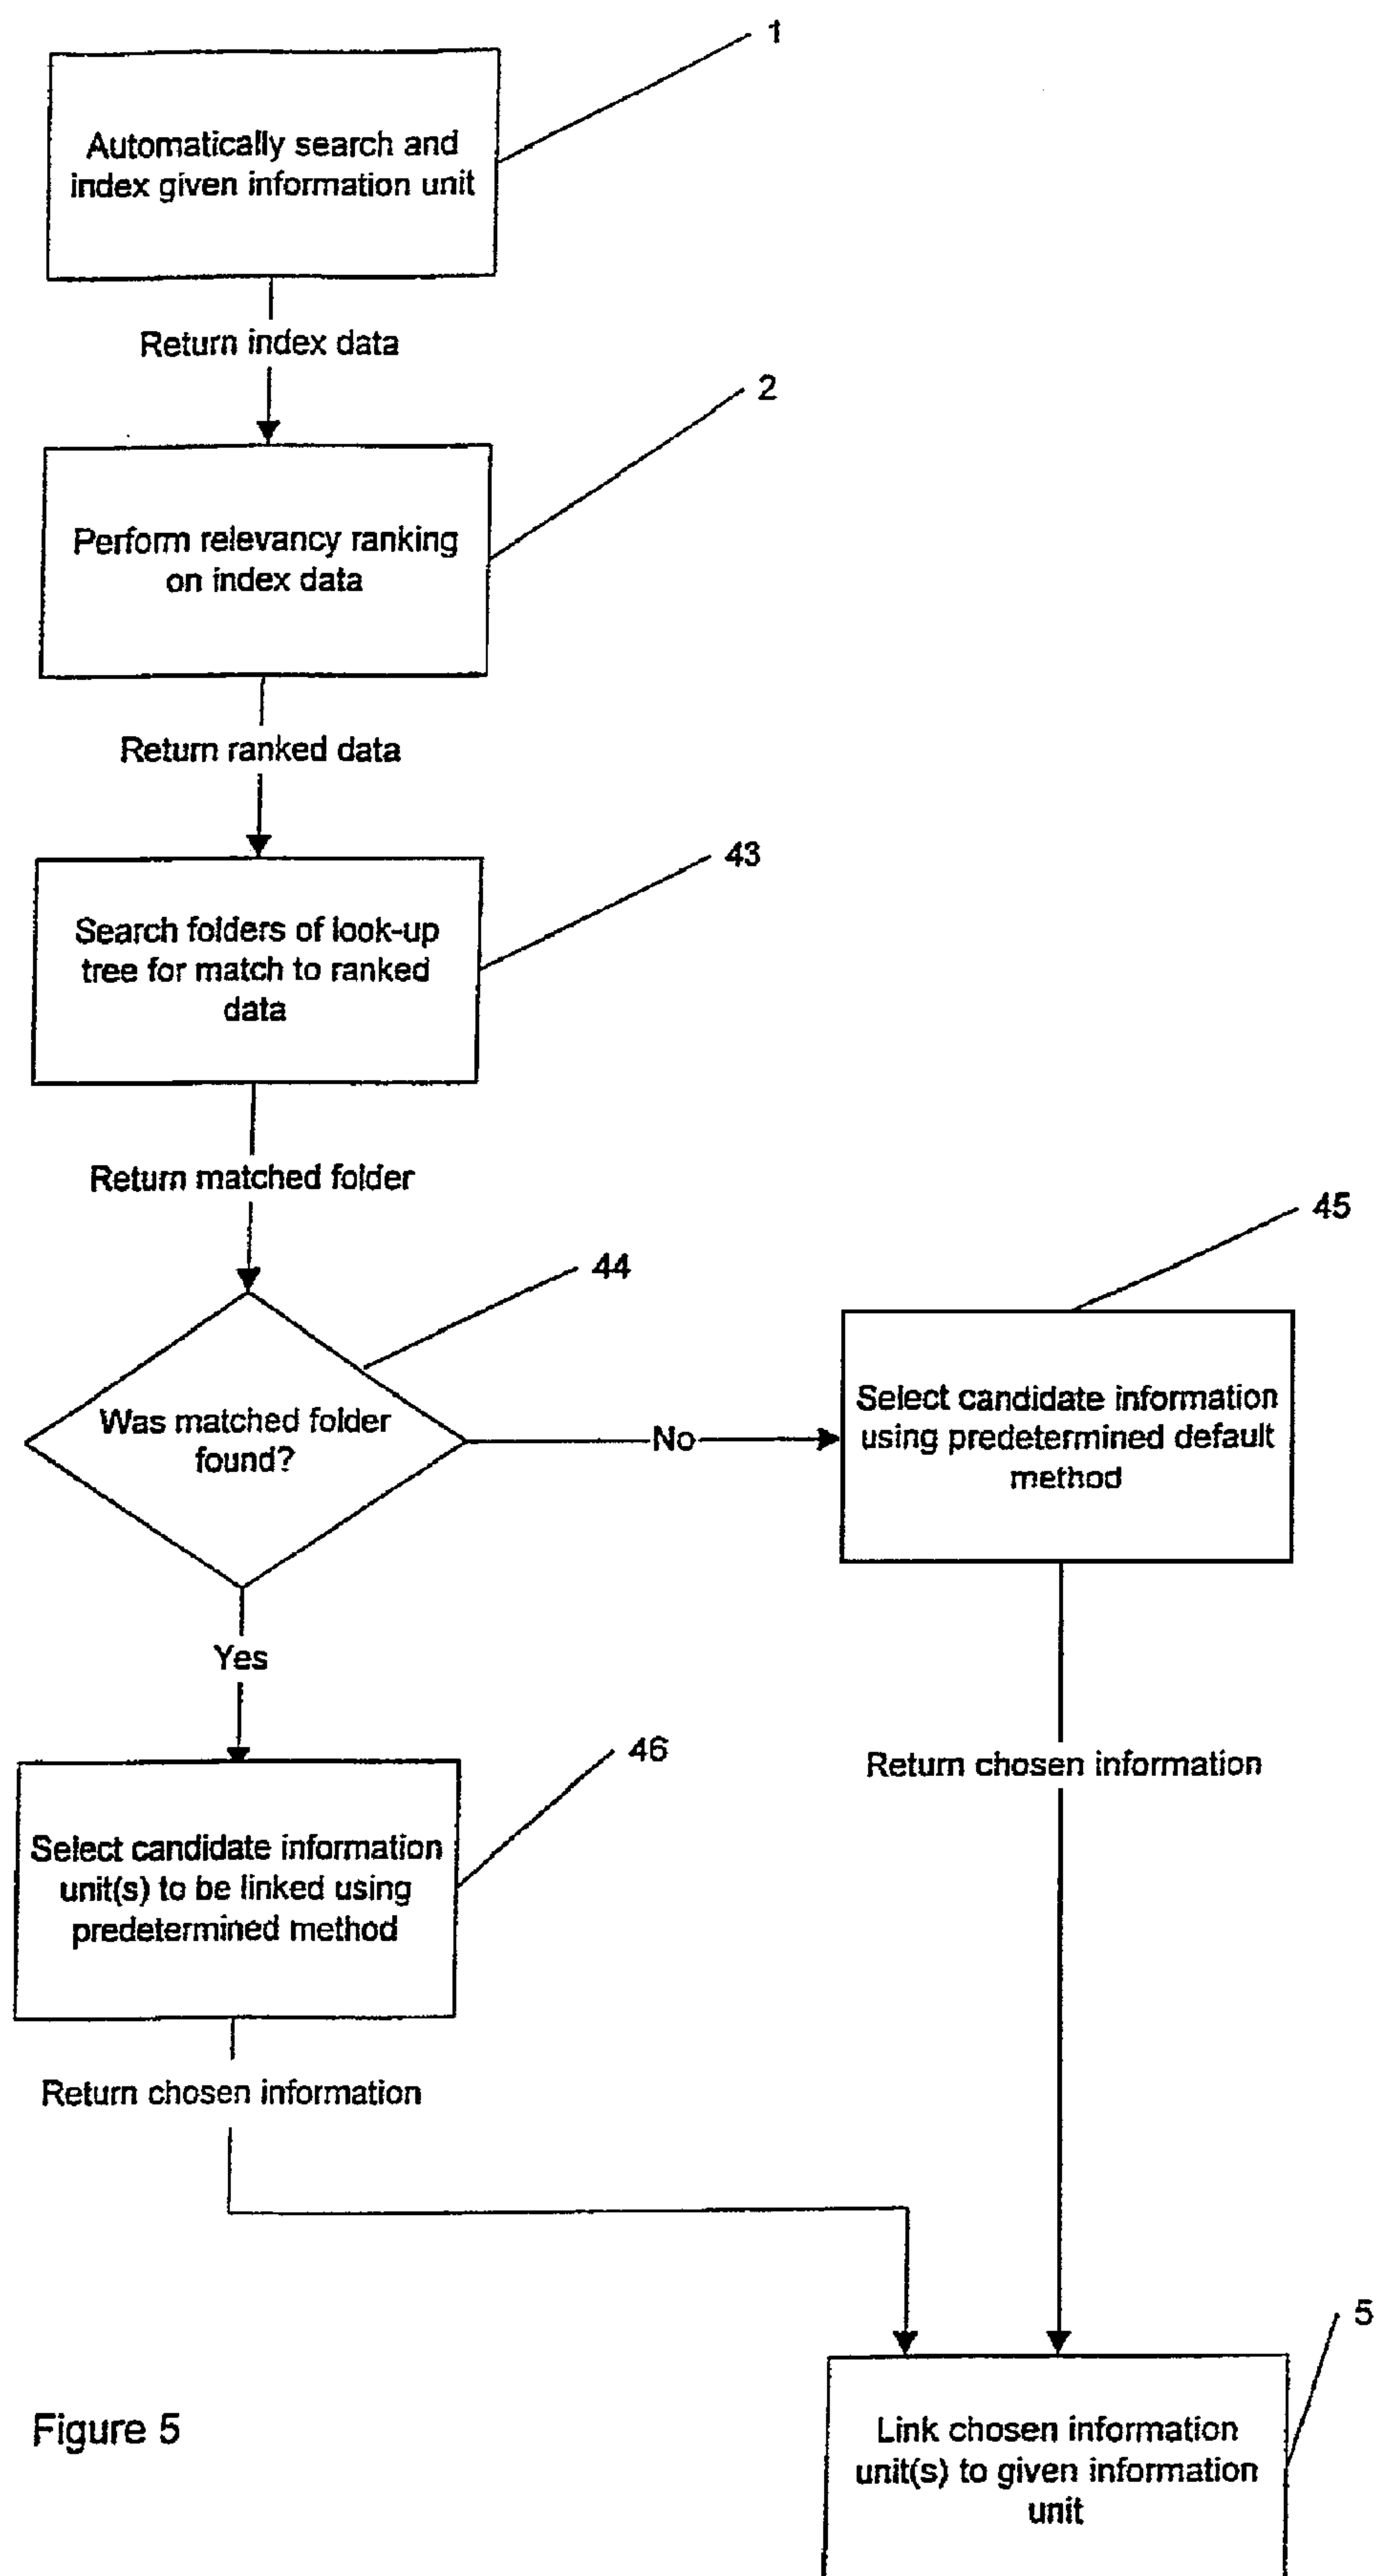 1
Automatically search and
index given information unit
Return index data
2
Perform relevancy ranking
on index data
Return ranked data
43
Search folders of look-up
tree for match to ranked
data
Return matched folder
44
45
Was matched folder
found?
No
Select candidate information
using predetermined default
method
Yes
46
Select candidate information
unit(s) to be linked using
predetermined method
Return chosen information
Return chosen information
5
Link chosen information
unit(s) to given information
unit
Figure 5